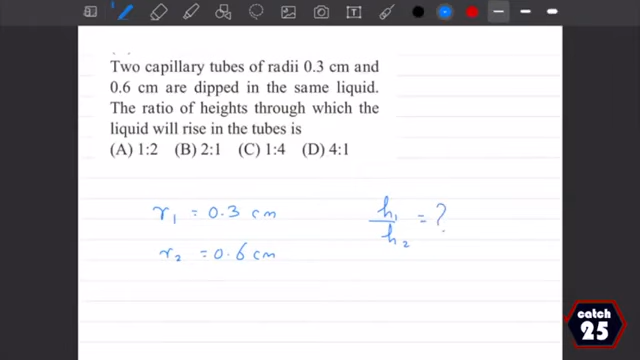 Two capillary tubes of radii 0.3 cm and
0.6 cm are dipped in the same liquid.
The ratio of heights through which the
liquid will rise in the tubes is
(A) 1:2 (B) 2:1 (C) 1:4 (D) 4:1
r₁ = 0.3 cm
h₁/h₂ = ?
r₂ = 0.6 cm
catch
25